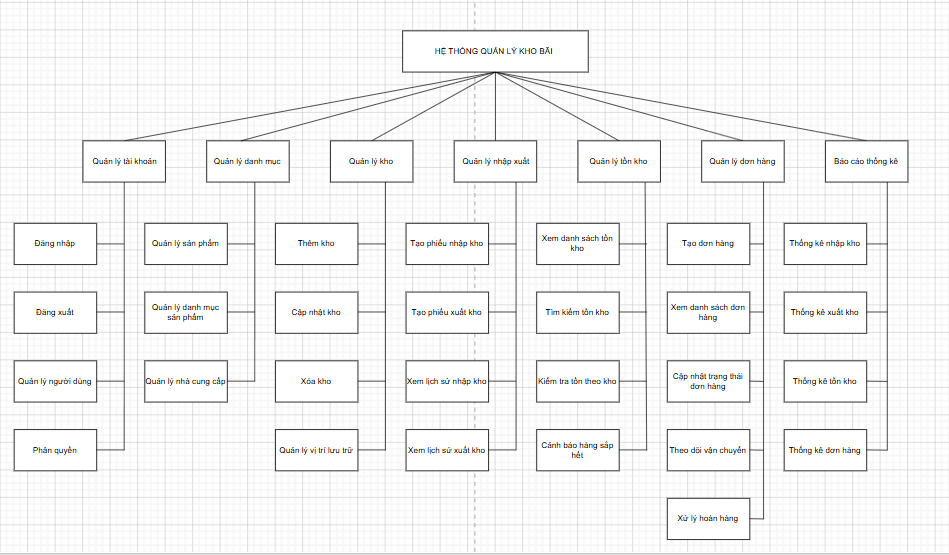 HỆ THỐNG QUẢN LÝ KHO BÃI
Quản lý tài khoản
Quản lý danh mục
Quản lý kho
Quản lý nhập xuất
Quản lý tồn kho
Quản lý đơn hàng
Báo cáo thống kê
Đăng nhập
Quản lý sản phẩm
Thêm kho
Tạo phiếu nhập kho
Xem danh sách tồn
kho
Tạo đơn hàng
Thống kê nhập kho
Đăng xuất
Quản lý danh mục
sản phẩm
Cập nhật kho
Tạo phiếu xuất kho
Tìm kiếm tồn kho
Xem danh sách đơn
hàng
Thống kê xuất kho
Quản lý người dùng
Quản lý nhà cung cấp
Xóa kho
Xem lịch sử nhập kho
Kiểm tra tồn theo kho
Cập nhật trạng thái
đơn hàng
Thống kê tồn kho
Phân quyền
Quản lý vị trí lưu trữ
Xem lịch sử xuất kho
Cảnh báo hàng sắp
hết
Theo dõi vận chuyển
Thống kê đơn hàng
Xử lý hoàn hàng